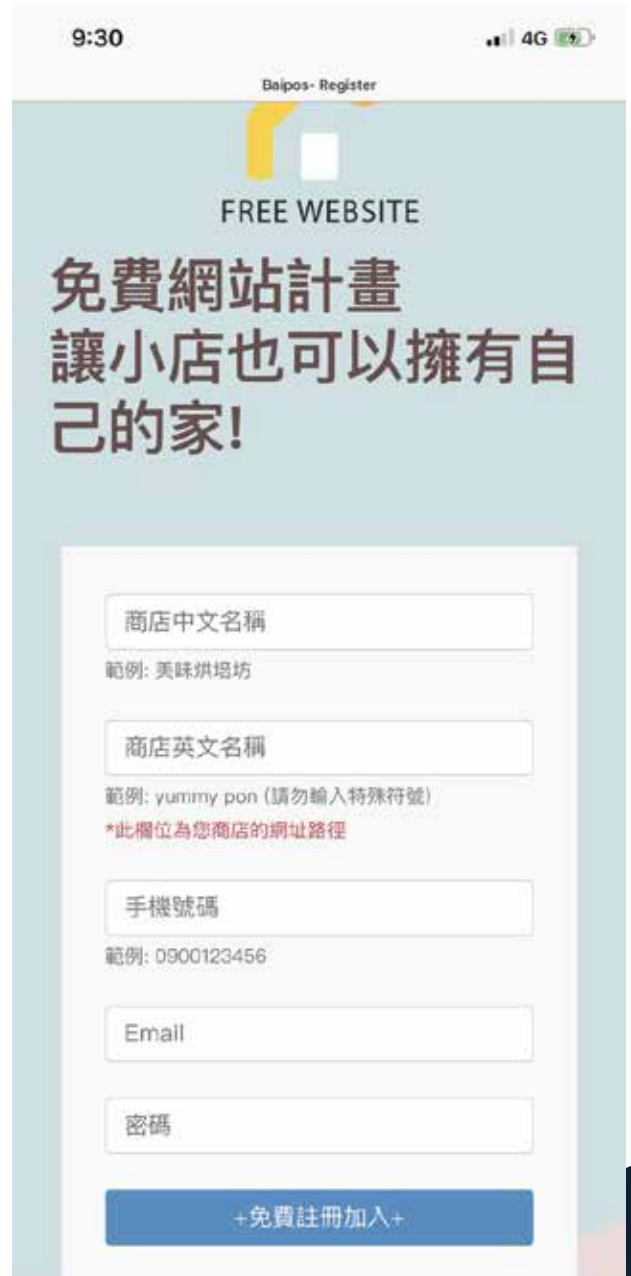 9:30
4G
Baipos- Register
FREE WEBSITE
免費網站計畫
讓小店也可以擁有自
己的家!
商店中文名稱
範例: 美味烘培坊
商店英文名稱
範例: yummy pon (請勿輸入特殊符號)
*此欄位為您商店的網址路徑
手機號碼
範例: 0900123456
Email
密碼
+免費註冊加入+